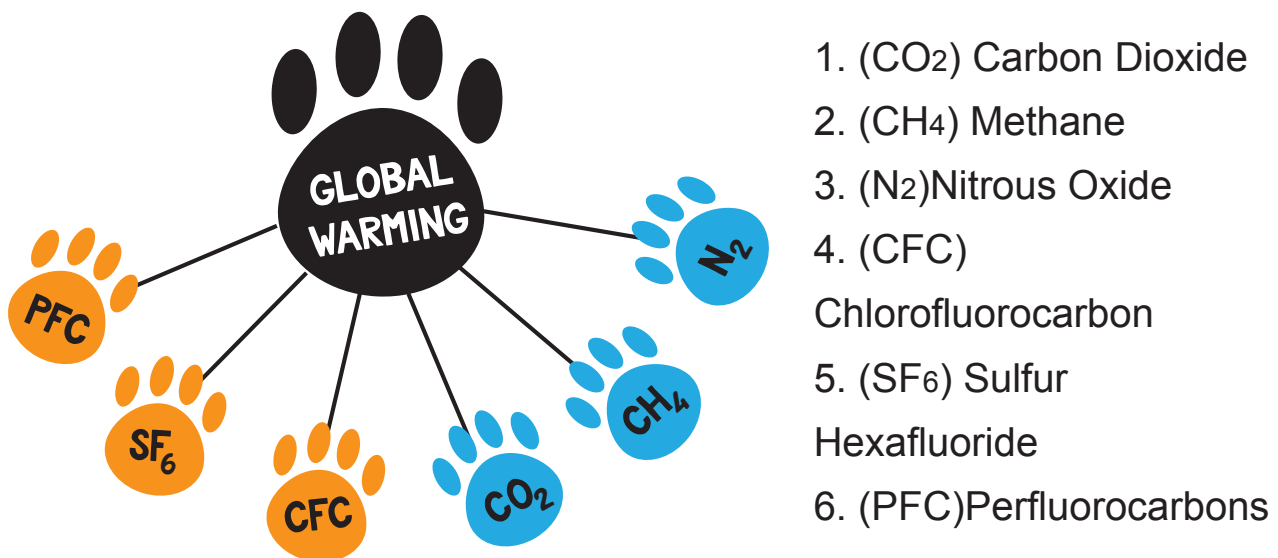 GLOBAL
WARMING
PFC
SF6
CFC
CO2
CH4
N2
1. (CO2) Carbon Dioxide
2. (CH4) Methane
3. (N2)Nitrous Oxide
4. (CFC)
Chlorofluorocarbon
5. (SF6) Sulfur
Hexafluoride
6. (PFC)Perfluorocarbons